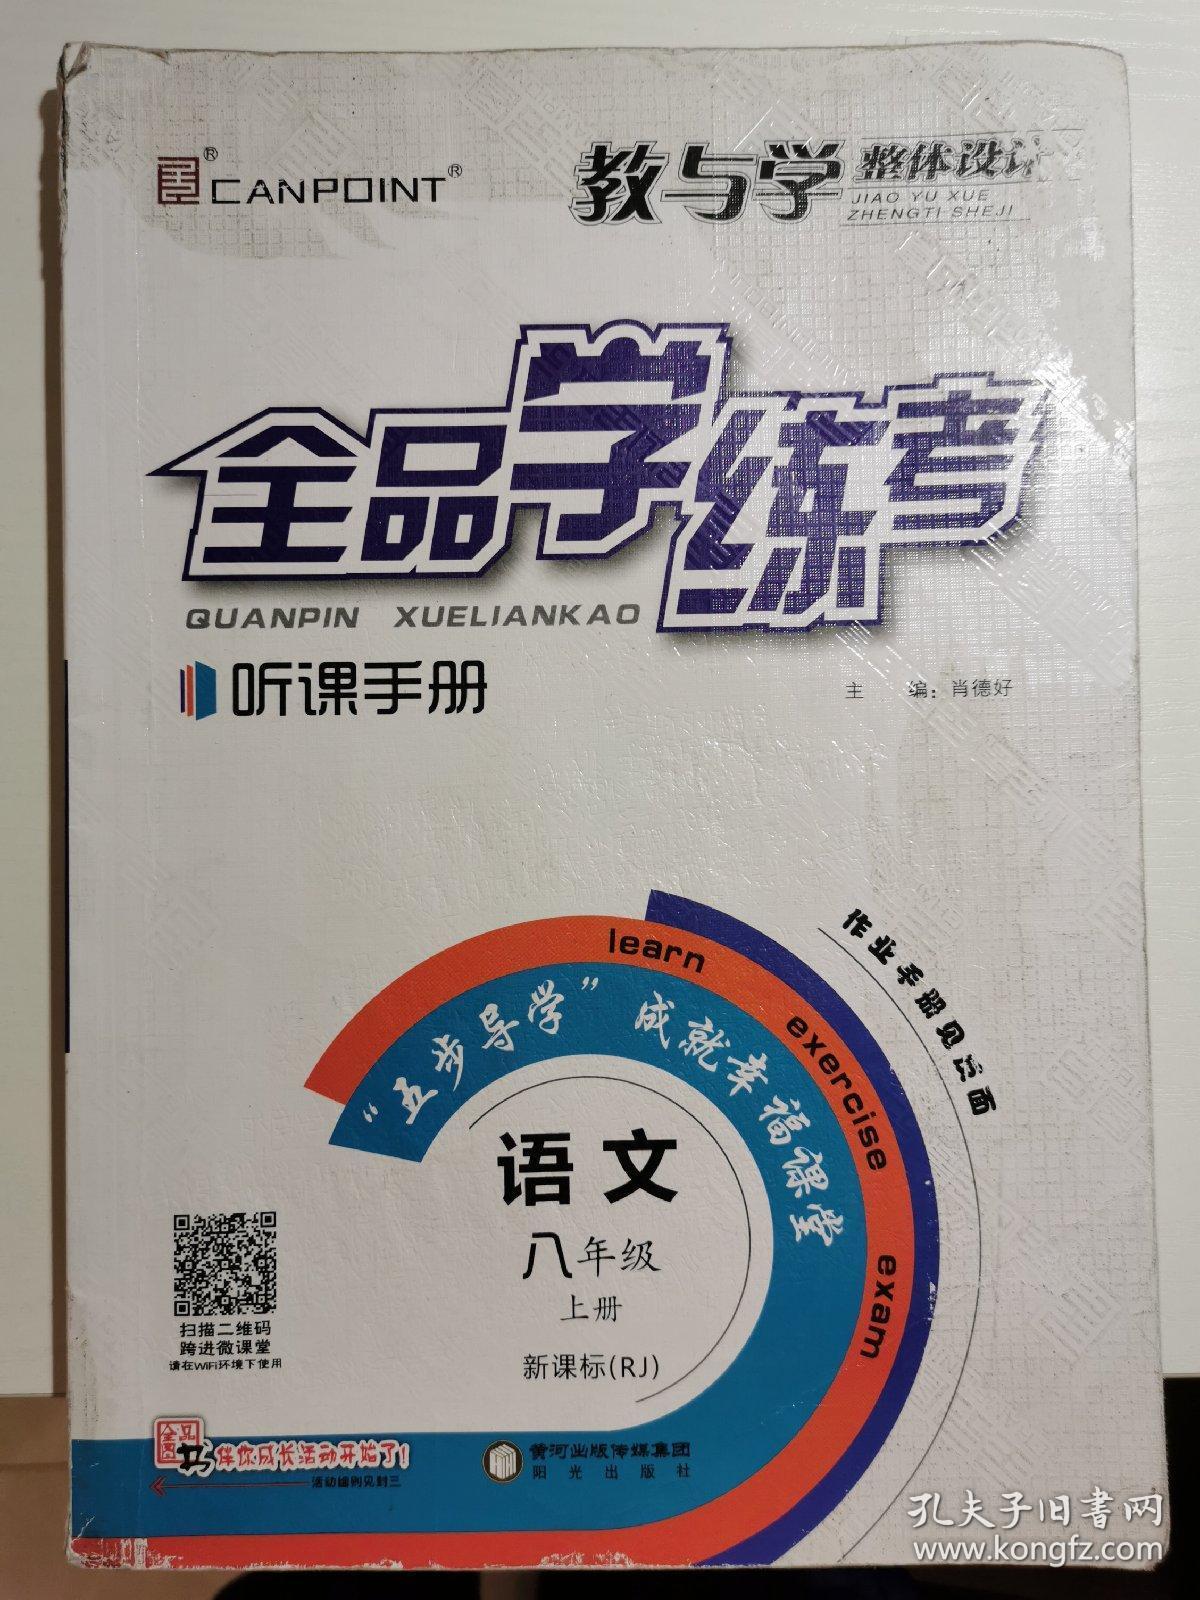 CANPOINT®
教与学 整体设计
JIAO YU XUE
ZHENGTI SHEJI
全品学练考
QUANPIN XUELIANKAO
听课手册
主 编：肖德好
learn exercise exam
“五步导学”成就幸福课堂
作业手册见页面
语文
八年级
上册
新课标(RJ)
扫描二维码
跨进微课堂
请在WiFi环境下使用
全品图书 伴你成长活动开始了!
活动细则见封三
黄河出版传媒集团
阳光出版社
孔夫子旧书网
www.kongfz.com